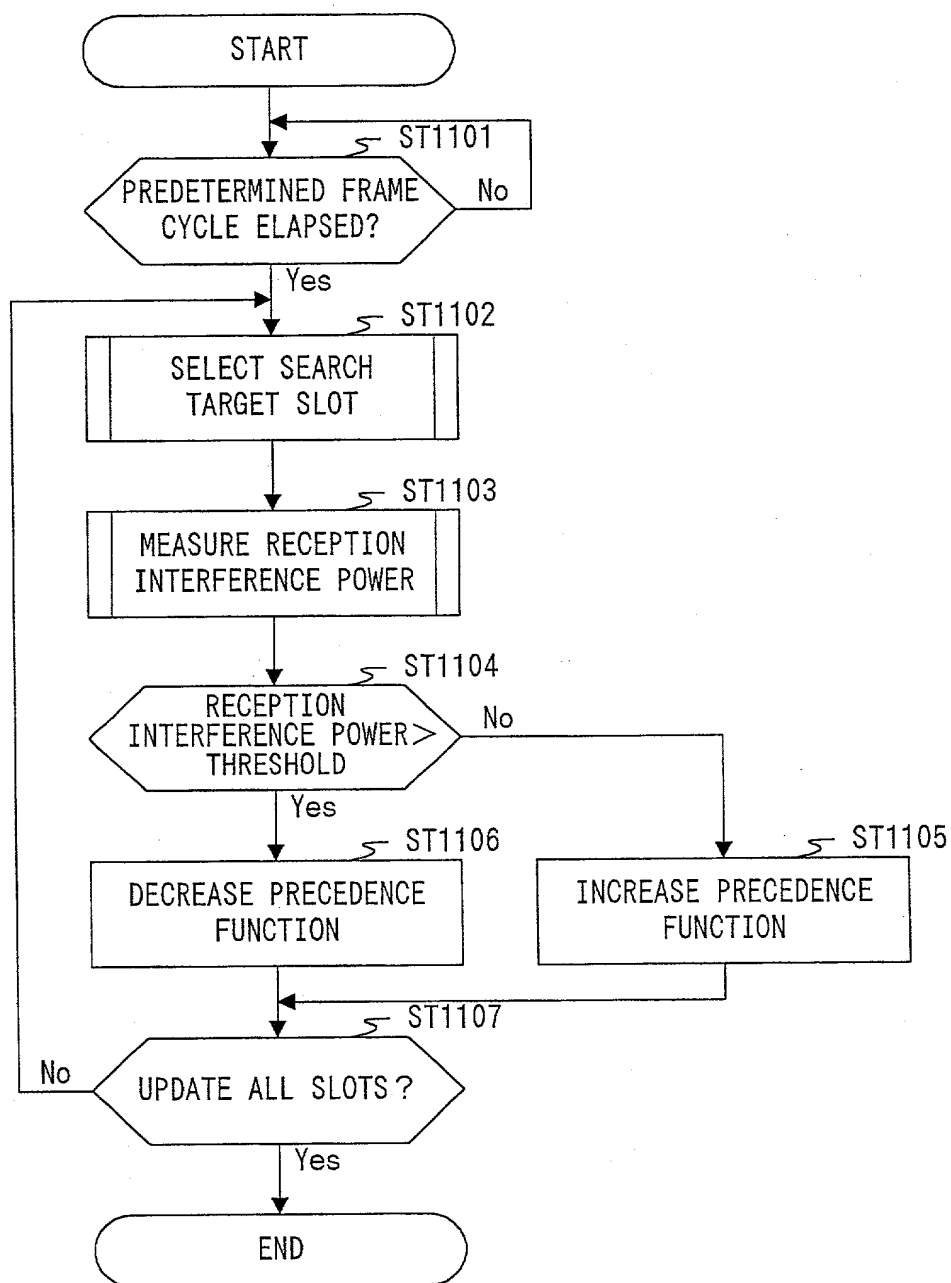 START
ST1101
PREDETERMINED FRAME
CYCLE ELAPSED?
No
Yes
ST1102
SELECT SEARCH
TARGET SLOT
ST1103
MEASURE RECEPTION
INTERFERENCE POWER
ST1104
RECEPTION
INTERFERENCE POWER>
THRESHOLD
No
Yes
ST1106
DECREASE PRECEDENCE
FUNCTION
ST1105
INCREASE PRECEDENCE
FUNCTION
ST1107
UPDATE ALL SLOTS?
No
Yes
END